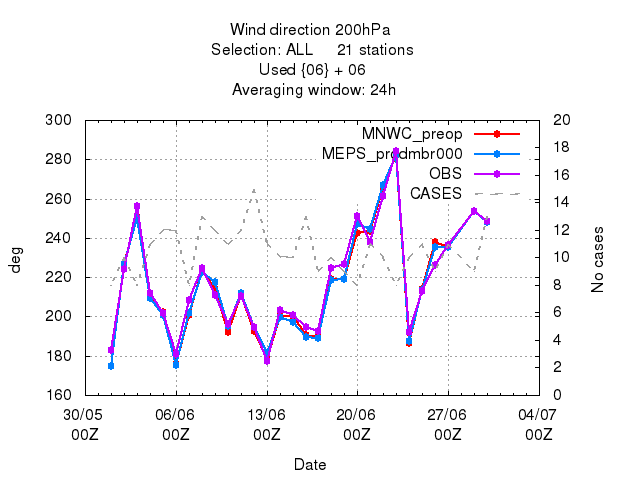 Wind direction 200hPa
Selection: ALL 21 stations
Used {06} + 06
Averaging window: 24h
MNWC_preop
MEPS_prodmbr000
OBS
CASES
deg
300
280
260
240
220
200
180
160
20
18
16
14
12
10
8
6
4
2
0
No cases
30/05 06/06 13/06 20/06 27/06 04/07
00Z 00Z 00Z 00Z 00Z 00Z
Date